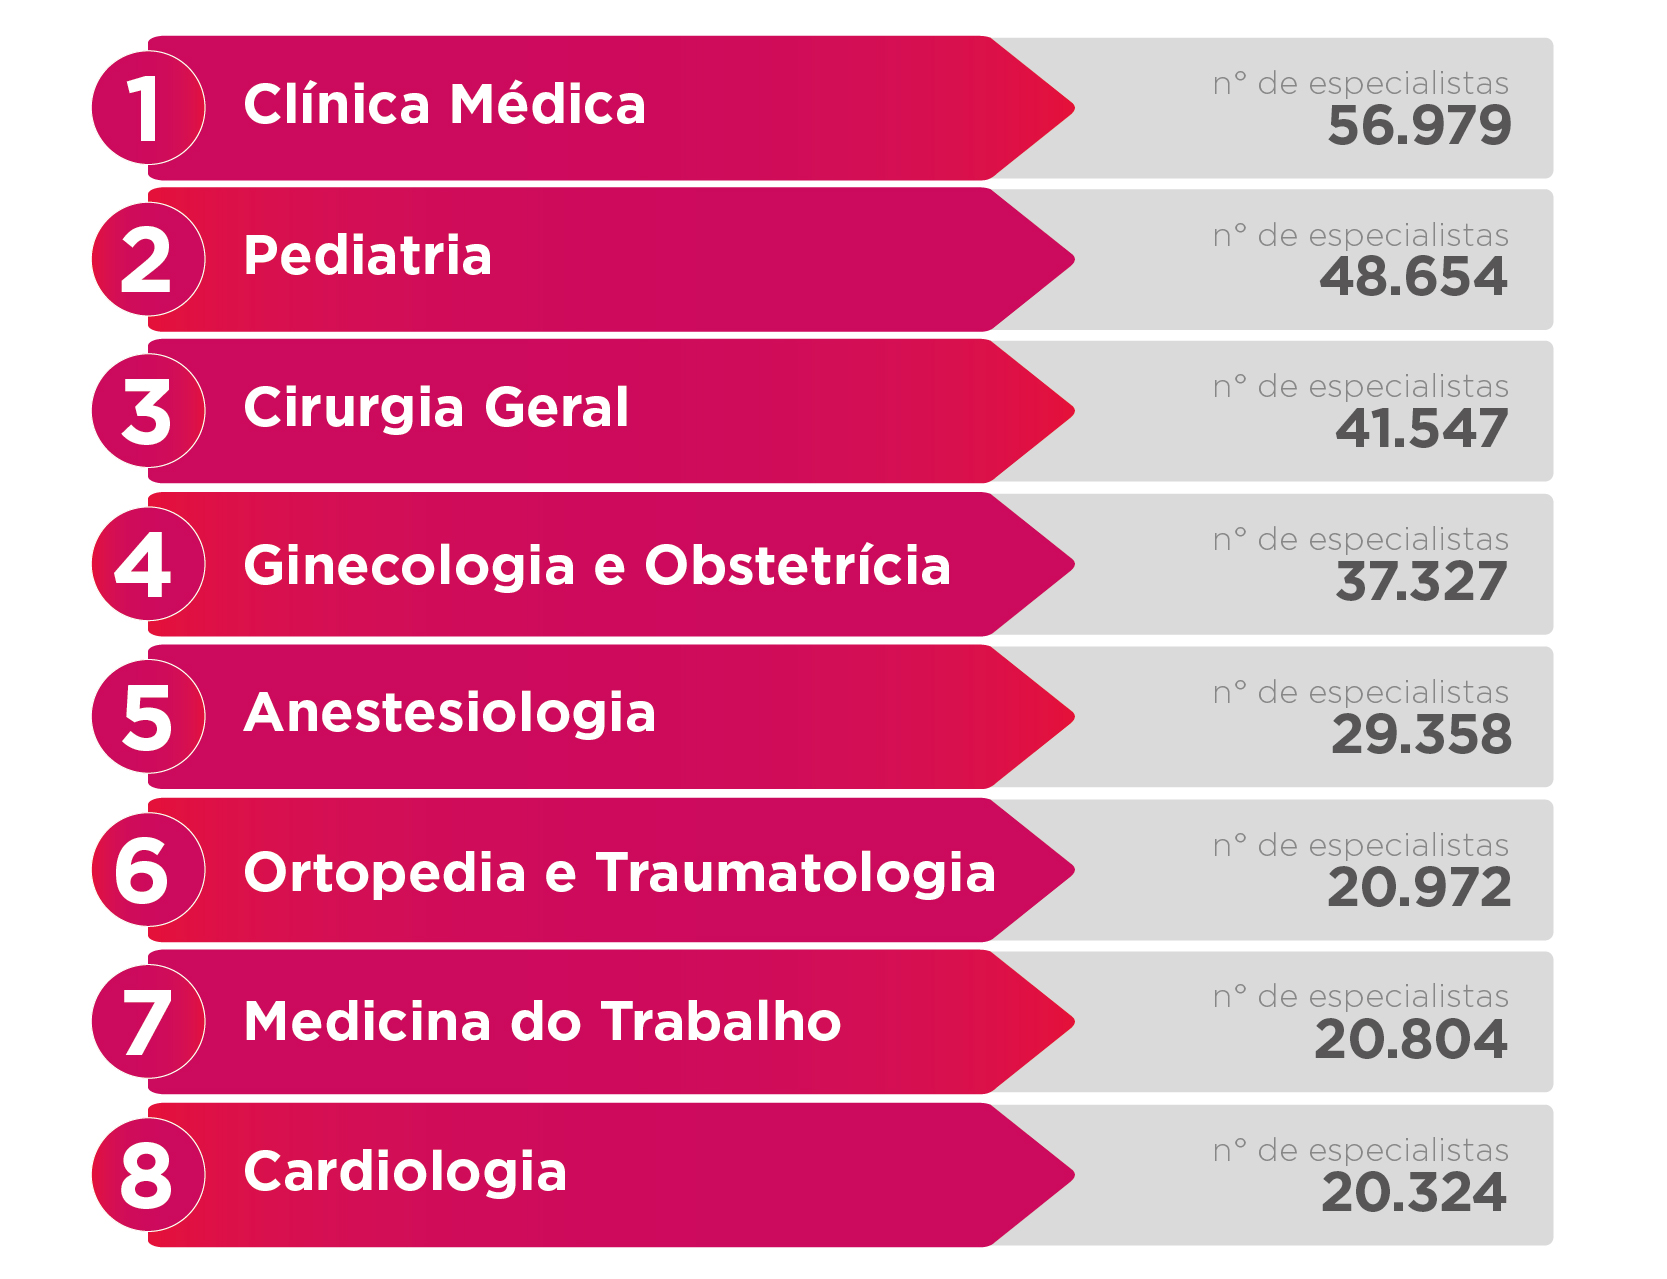 1
Clínica Médica
n° de especialistas
56.979
2
Pediatria
n° de especialistas
48.654
3
Cirurgia Geral
n° de especialistas
41.547
4
Ginecologia e Obstetrícia
n° de especialistas
37.327
5
Anestesiologia
n° de especialistas
29.358
6
Ortopedia e Traumatologia
n° de especialistas
20.972
7
Medicina do Trabalho
n° de especialistas
20.804
8
Cardiologia
n° de especialistas
20.324